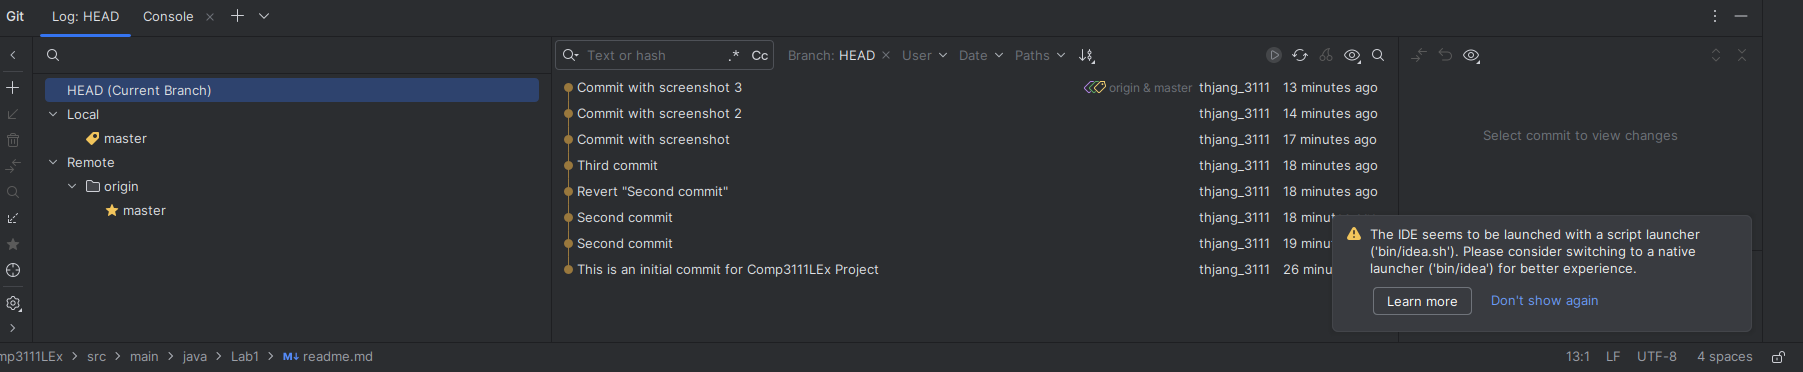 Git Log: HEAD Console
Text or hash .* Cc Branch: HEAD User Date Paths
HEAD (Current Branch)
Local
master
Remote
origin
master
Commit with screenshot 3 origin & master thjang_3111 13 minutes ago
Commit with screenshot 2 thjang_3111 14 minutes ago
Commit with screenshot thjang_3111 17 minutes ago
Third commit thjang_3111 18 minutes ago
Revert "Second commit" thjang_3111 18 minutes ago
Second commit thjang_3111 18 minut
Second commit thjang_3111 19 minut
This is an initial commit for Comp3111LEx Project thjang_3111 26 minu
Select commit to view changes
The IDE seems to be launched with a script launcher
('bin/idea.sh'). Please consider switching to a native
launcher ('bin/idea') for better experience.
Learn more Don't show again
mp3111LEx > src > main > java > Lab1 > M↓ readme.md 13:1 LF UTF-8 4 spaces